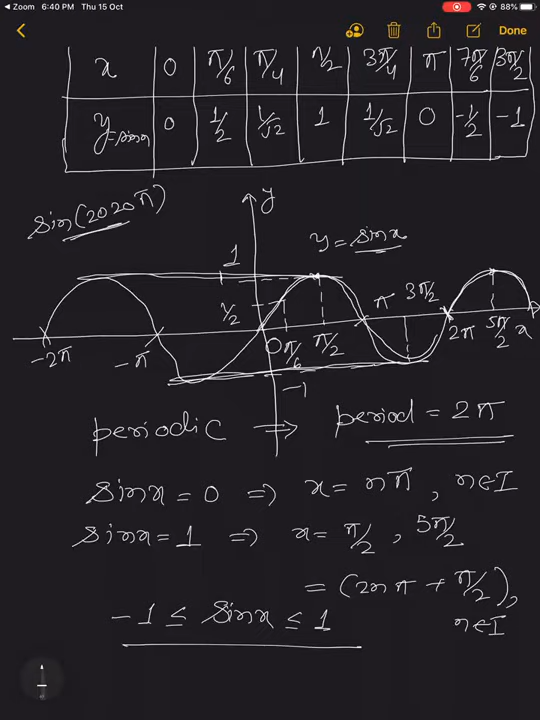 Zoom 6:40 PM Thu 15 Oct 88%
Done
x 0 π/6 π/4 π/2 3π/4 π 7π/6 3π/2
y=sinx 0 1/2 1/√2 1 1/√2 0 -1/2 -1
sin(2020π)
y
1
y = sinx
1/2
-2π -π 0 π/6 π/2 π 3π/2 2π 5π/2 x
-1
periodic ⇒ period = 2π
sinx = 0 ⇒ x = nπ, n∈I
sinx = 1 ⇒ x = π/2, 5π/2
= (2nπ + π/2), n∈I
-1 ≤ sinx ≤ 1